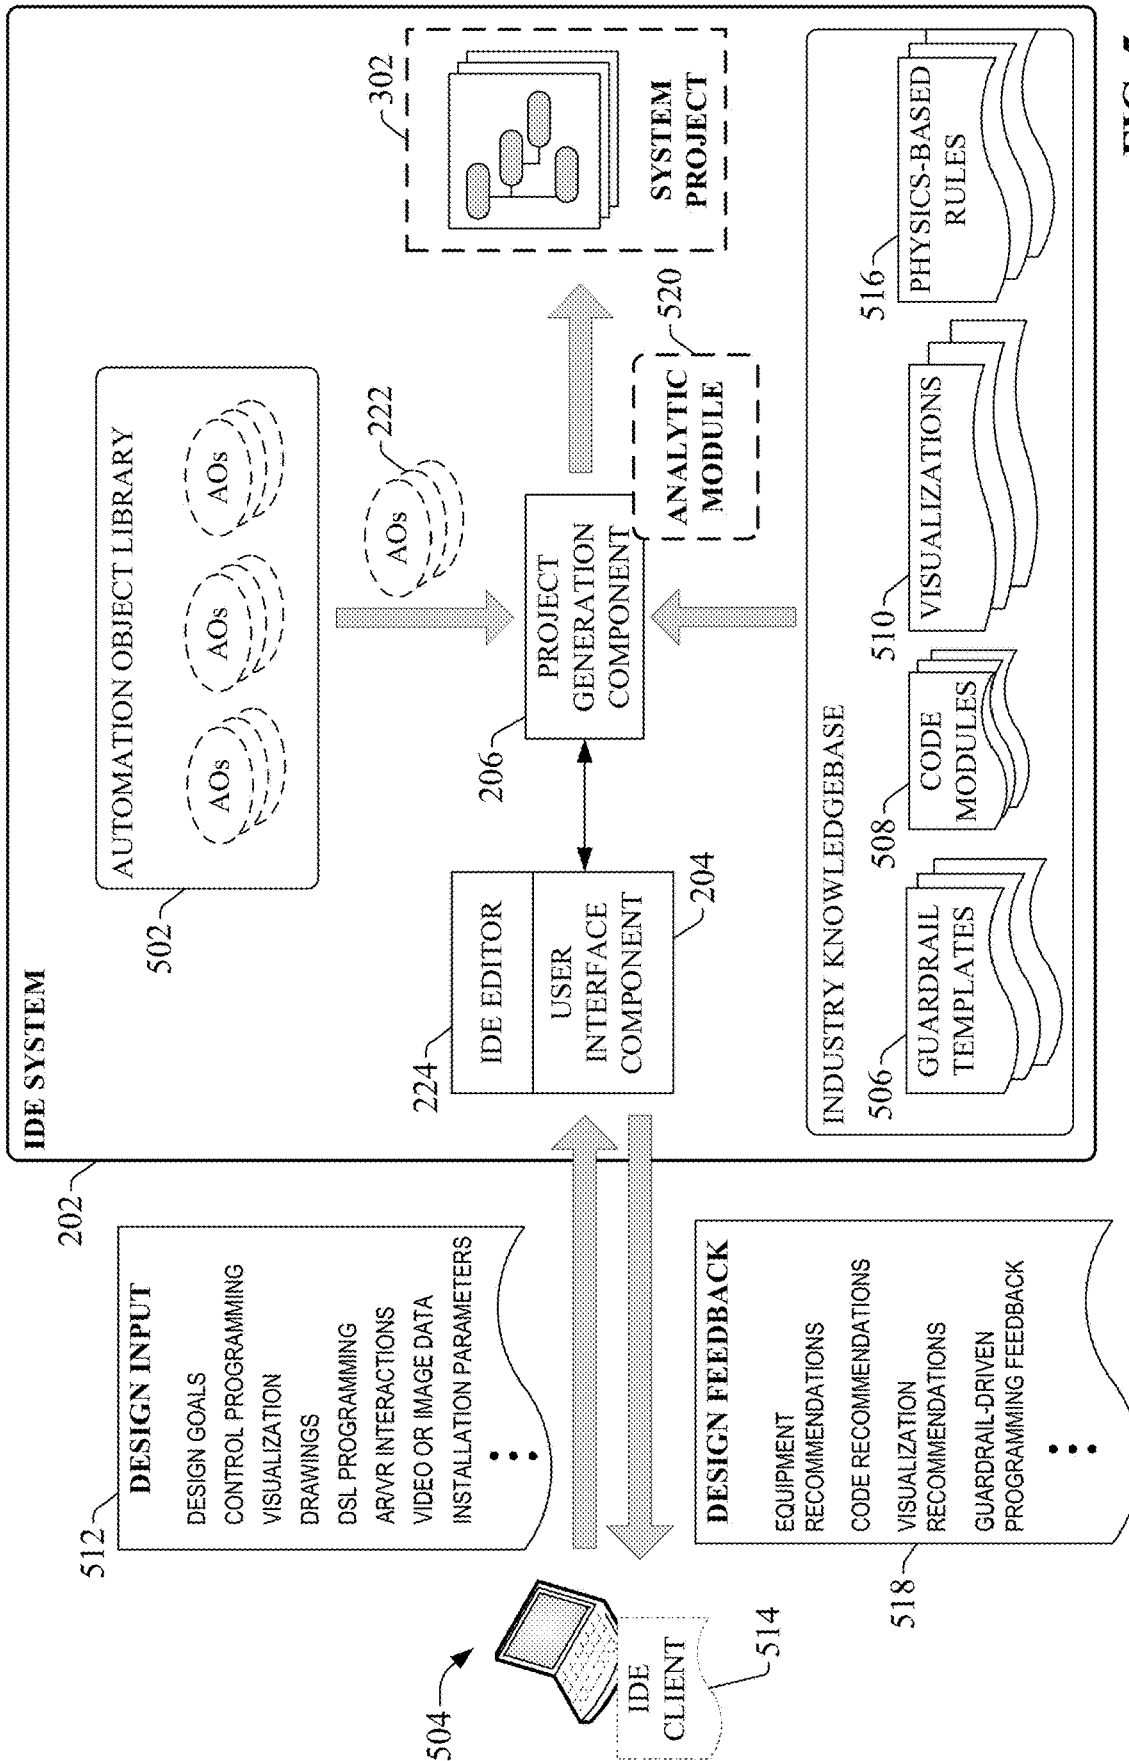 IDE SYSTEM
202
AUTOMATION OBJECT LIBRARY
AOs
AOs
AOs
502
AOs
222
302
SYSTEM
PROJECT
DESIGN INPUT
DESIGN GOALS
CONTROL PROGRAMMING
VISUALIZATION
DRAWINGS
DSL PROGRAMMING
AR/VR INTERACTIONS
VIDEO OR IMAGE DATA
INSTALLATION PARAMETERS
512
504
IDE
CLIENT
514
224
IDE EDITOR
USER
INTERFACE
COMPONENT
204
206
PROJECT
GENERATION
COMPONENT
ANALYTIC
MODULE
520
DESIGN FEEDBACK
EQUIPMENT
RECOMMENDATIONS
CODE RECOMMENDATIONS
VISUALIZATION
RECOMMENDATIONS
GUARDRAIL-DRIVEN
PROGRAMMING FEEDBACK
518
INDUSTRY KNOWLEDGEBASE
506
GUARDRAIL
TEMPLATES
508
CODE
MODULES
510
VISUALIZATIONS
516
PHYSICS-BASED
RULES